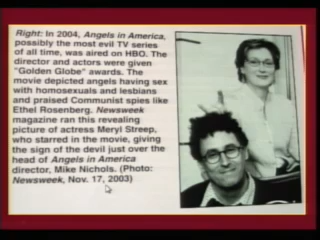 Right: In 2004, Angels in America,
possibly the most evil TV series
of all time, was aired on HBO. The
director and actors were given
"Golden Globe" awards. The
movie depicted angels having sex
with homosexuals and lesbians
and praised Communist spies like
Ethel Rosenberg. Newsweek
magazine ran this revealing
picture of actress Meryl Streep,
who starred in the movie, giving
the sign of the devil just over the
head of Angels in America
director, Mike Nichols. (Photo:
Newsweek, Nov. 17, 2003)